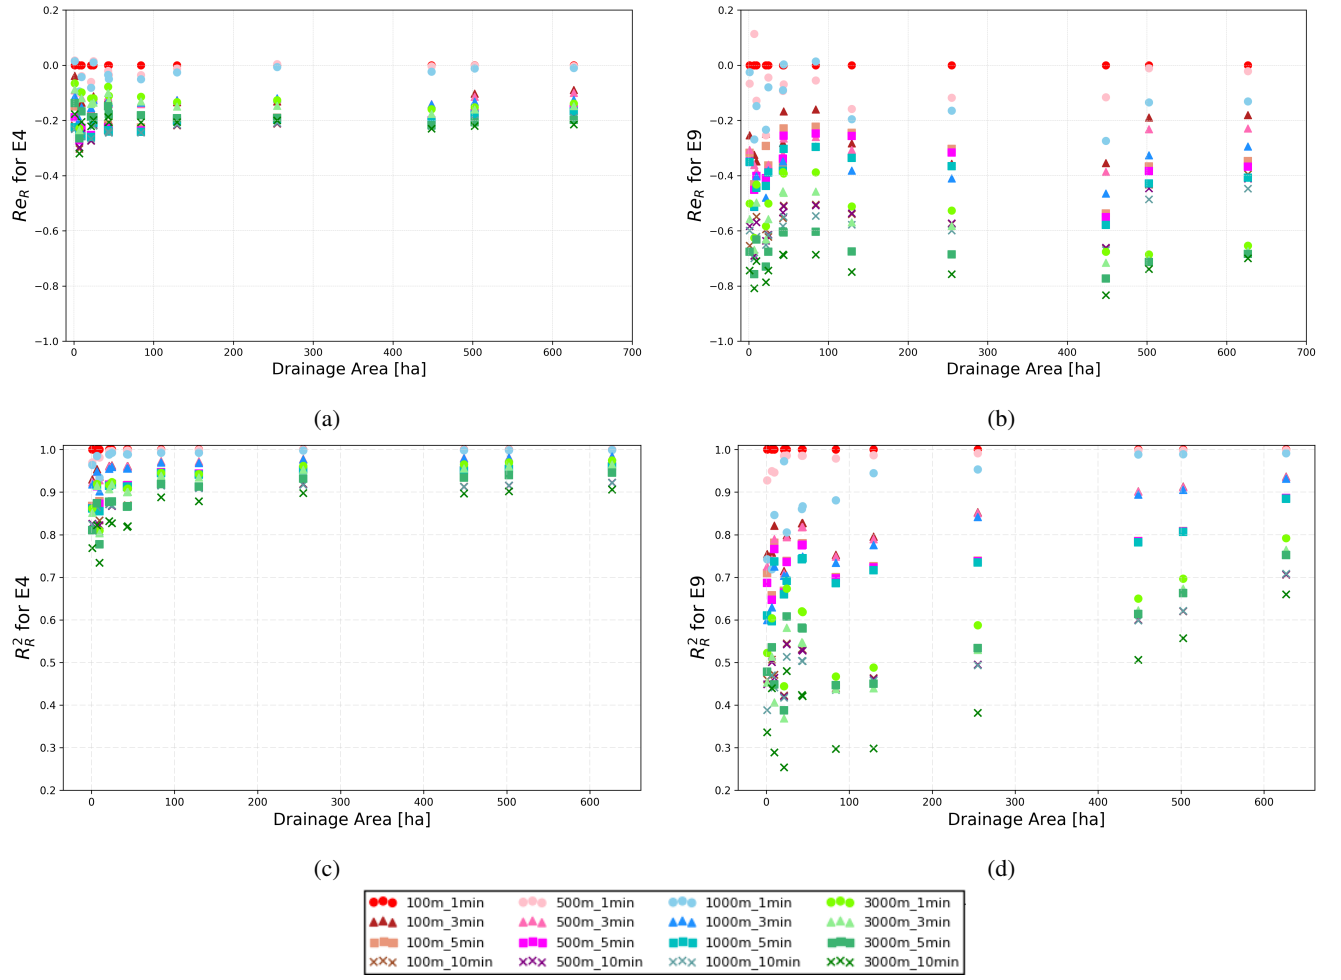 0.2
0.0
−0.2
−0.4
−0.6
−0.8
−1.0
Re_R for E4
0 100 200 300 400 500 600 700
Drainage Area [ha]
(a)
0.2
0.0
−0.2
−0.4
−0.6
−0.8
−1.0
Re_R for E9
0 100 200 300 400 500 600 700
Drainage Area [ha]
(b)
1.0
0.9
0.8
0.7
0.6
0.5
0.4
0.3
0.2
R²_R for E4
0 100 200 300 400 500 600
Drainage Area [ha]
(c)
1.0
0.9
0.8
0.7
0.6
0.5
0.4
0.3
0.2
R²_R for E9
0 100 200 300 400 500 600
Drainage Area [ha]
(d)
100m_1min 500m_1min 1000m_1min 3000m_1min
100m_3min 500m_3min 1000m_3min 3000m_3min
100m_5min 500m_5min 1000m_5min 3000m_5min
100m_10min 500m_10min 1000m_10min 3000m_10min